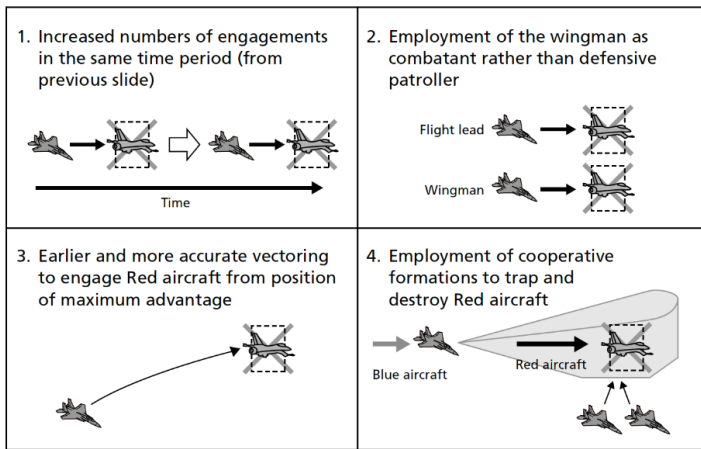 1. Increased numbers of engagements
in the same time period (from
previous slide)
Time
2. Employment of the wingman as
combatant rather than defensive
patroller
Flight lead
Wingman
3. Earlier and more accurate vectoring
to engage Red aircraft from position
of maximum advantage
4. Employment of cooperative
formations to trap and
destroy Red aircraft
Blue aircraft
Red aircraft